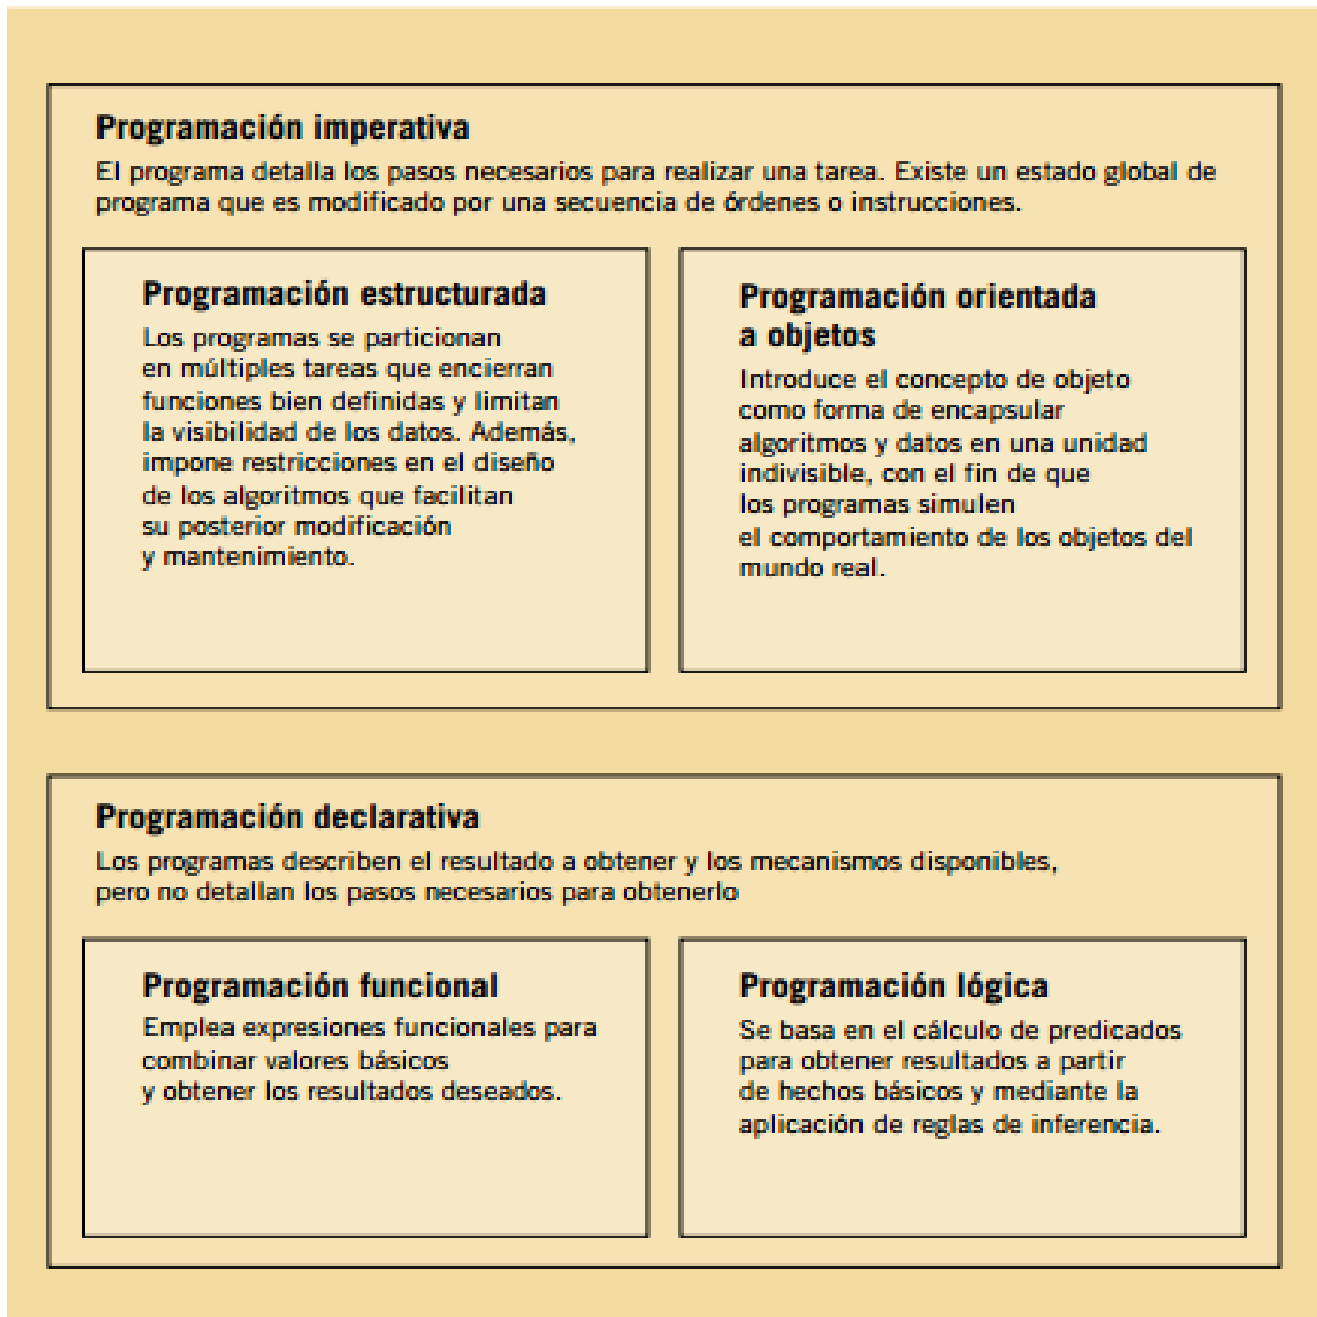 Programación imperativa
El programa detalla los pasos necesarios para realizar una tarea. Existe un estado global de
programa que es modificado por una secuencia de órdenes o instrucciones.
Programación estructurada
Los programas se particionan
en múltiples tareas que encierran
funciones bien definidas y limitan
la visibilidad de los datos. Además,
impone restricciones en el diseño
de los algoritmos que facilitan
su posterior modificación
y mantenimiento.
Programación orientada
a objetos
Introduce el concepto de objeto
como forma de encapsular
algoritmos y datos en una unidad
indivisible, con el fin de que
los programas simulen
el comportamiento de los objetos del
mundo real.
Programación declarativa
Los programas describen el resultado a obtener y los mecanismos disponibles,
pero no detallan los pasos necesarios para obtenerlo
Programación funcional
Emplea expresiones funcionales para
combinar valores básicos
y obtener los resultados deseados.
Programación lógica
Se basa en el cálculo de predicados
para obtener resultados a partir
de hechos básicos y mediante la
aplicación de reglas de inferencia.